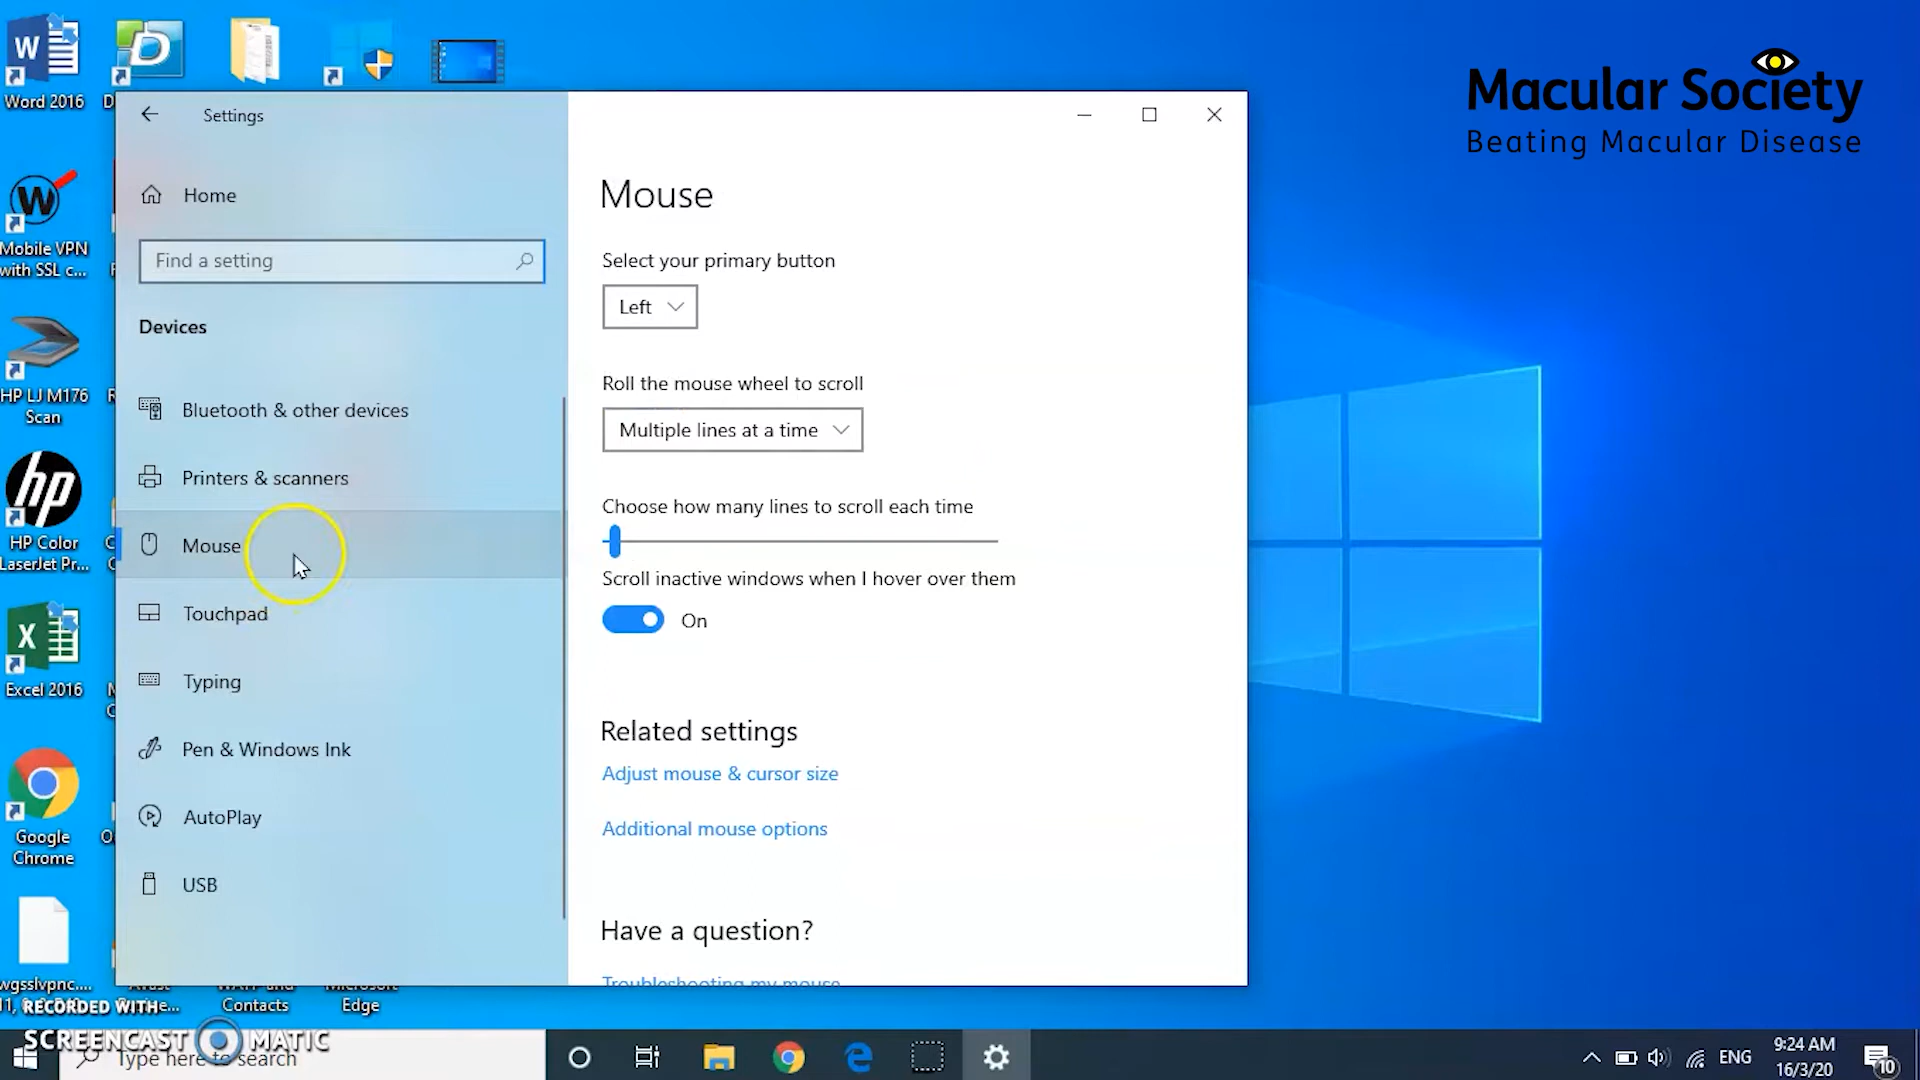 Word 2016
D
Mobile VPN
with SSL c...
HP LJ M176
Scan
HP Color
LaserJet Pr...
Excel 2016
Google
Chrome
wgsslvpnc....
Contacts
Edge
Settings
Home
Find a setting
Devices
Bluetooth & other devices
Printers & scanners
Mouse
Touchpad
Typing
Pen & Windows Ink
AutoPlay
USB
Mouse
Select your primary button
Left
Roll the mouse wheel to scroll
Multiple lines at a time
Choose how many lines to scroll each time
Scroll inactive windows when I hover over them
On
Related settings
Adjust mouse & cursor size
Additional mouse options
Have a question?
Troubleshooting my mouse
Macular Society
Beating Macular Disease
RECORDED WITH
SCREENCAST MATIC
Type here to search
ENG
9:24 AM
16/3/20
10